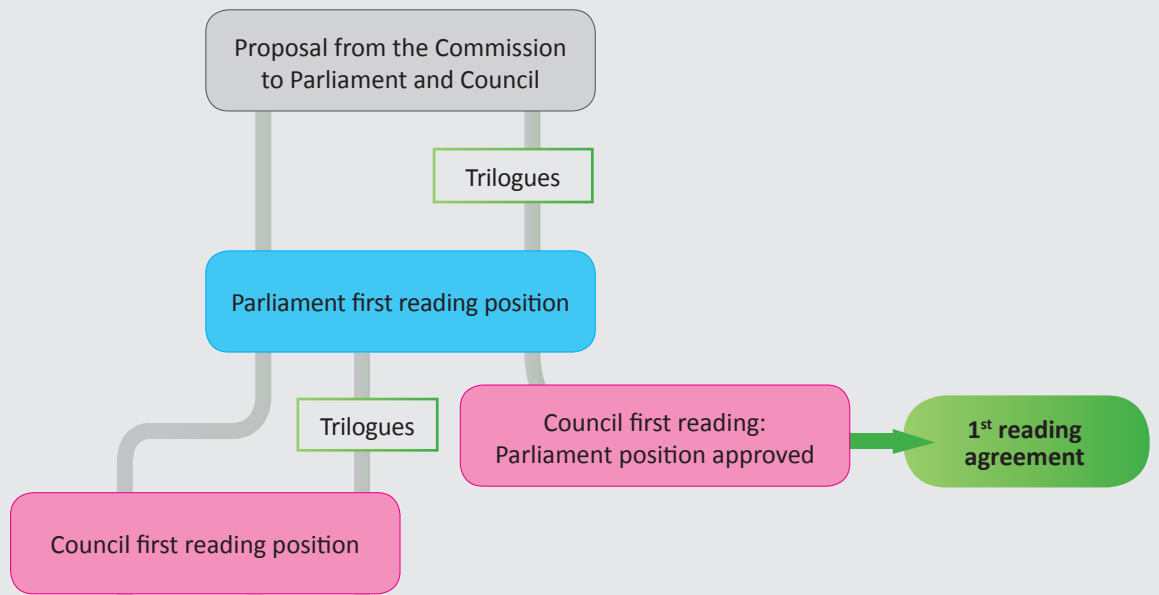 Proposal from the Commission
to Parliament and Council
Trilogues
Parliament first reading position
Trilogues
Council first reading:
Parliament position approved
1st reading
agreement
Council first reading position